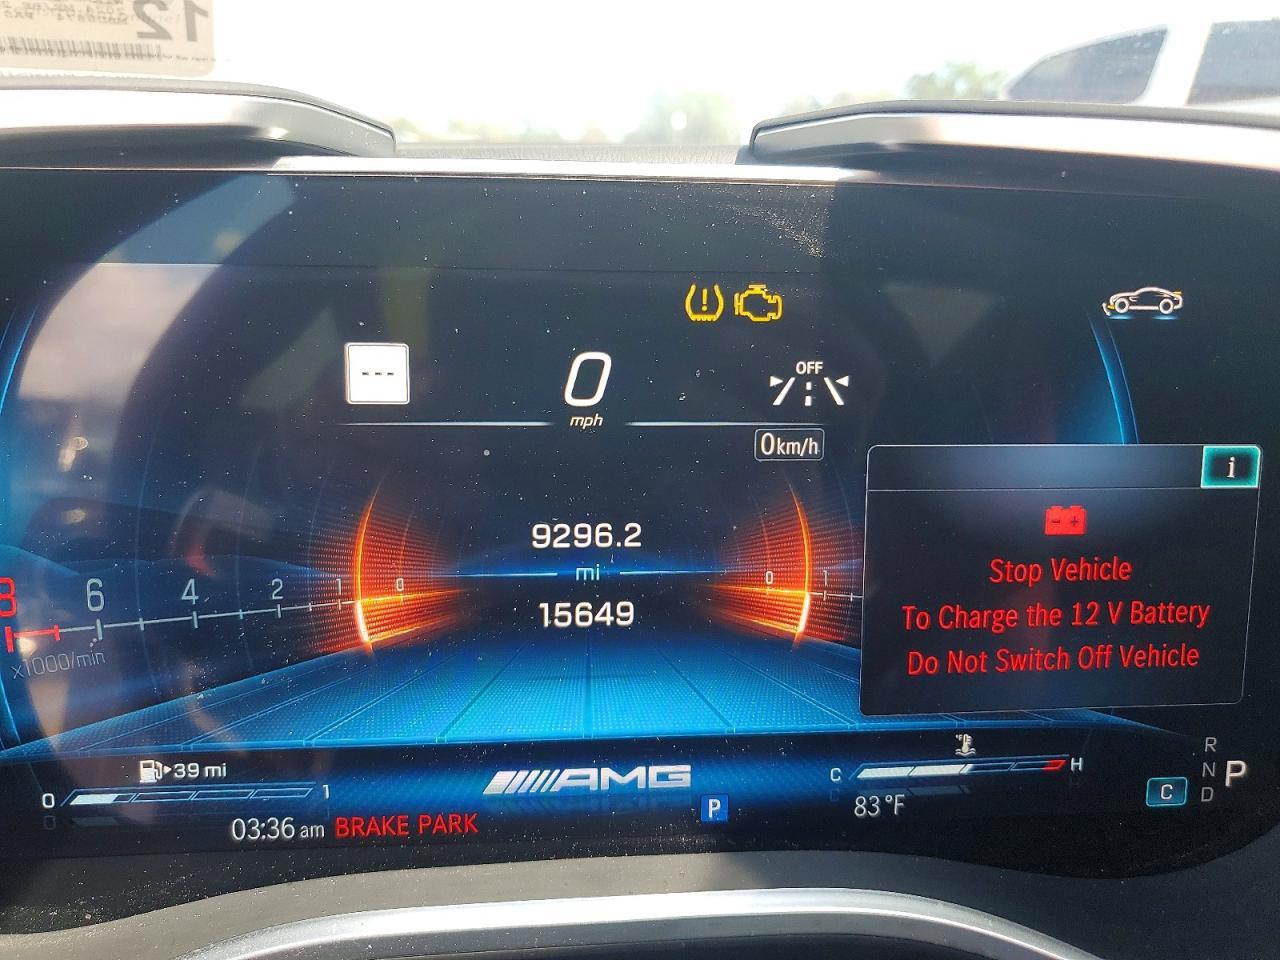 12
OFF
---
0
mph
0km/h
i
9296.2
mi
15649
8 6 4 2 1 0
0 1
x1000/min
Stop Vehicle
To Charge the 12 V Battery
Do Not Switch Off Vehicle
39 mi
0 1
AMG
C H
83°F
R
N
D
P
C
P
03:36 am BRAKE PARK